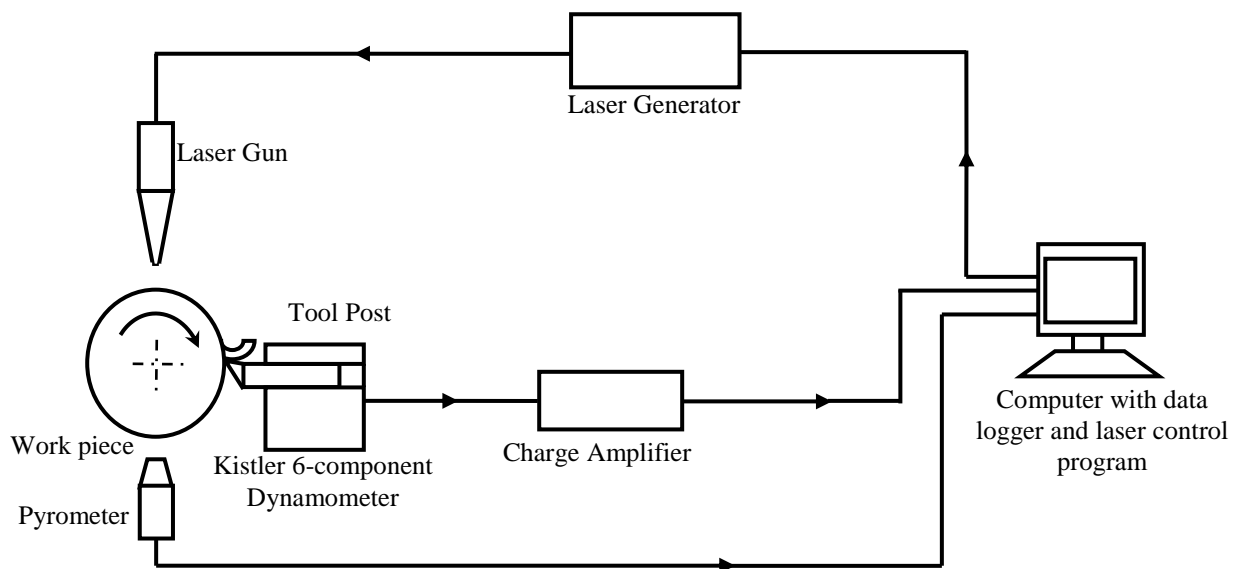 Laser Generator
Laser Gun
Tool Post
Work piece
Kistler 6-component
Dynamometer
Charge Amplifier
Computer with data
logger and laser control
program
Pyrometer